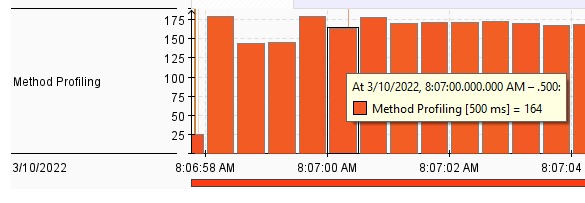 175
150
125
100
75
50
25
Method Profiling
At 3/10/2022, 8:07:00.000.000 AM – .500:
Method Profiling [500 ms] = 164
3/10/2022
8:06:58 AM
8:07:00 AM
8:07:02 AM
8:07:04